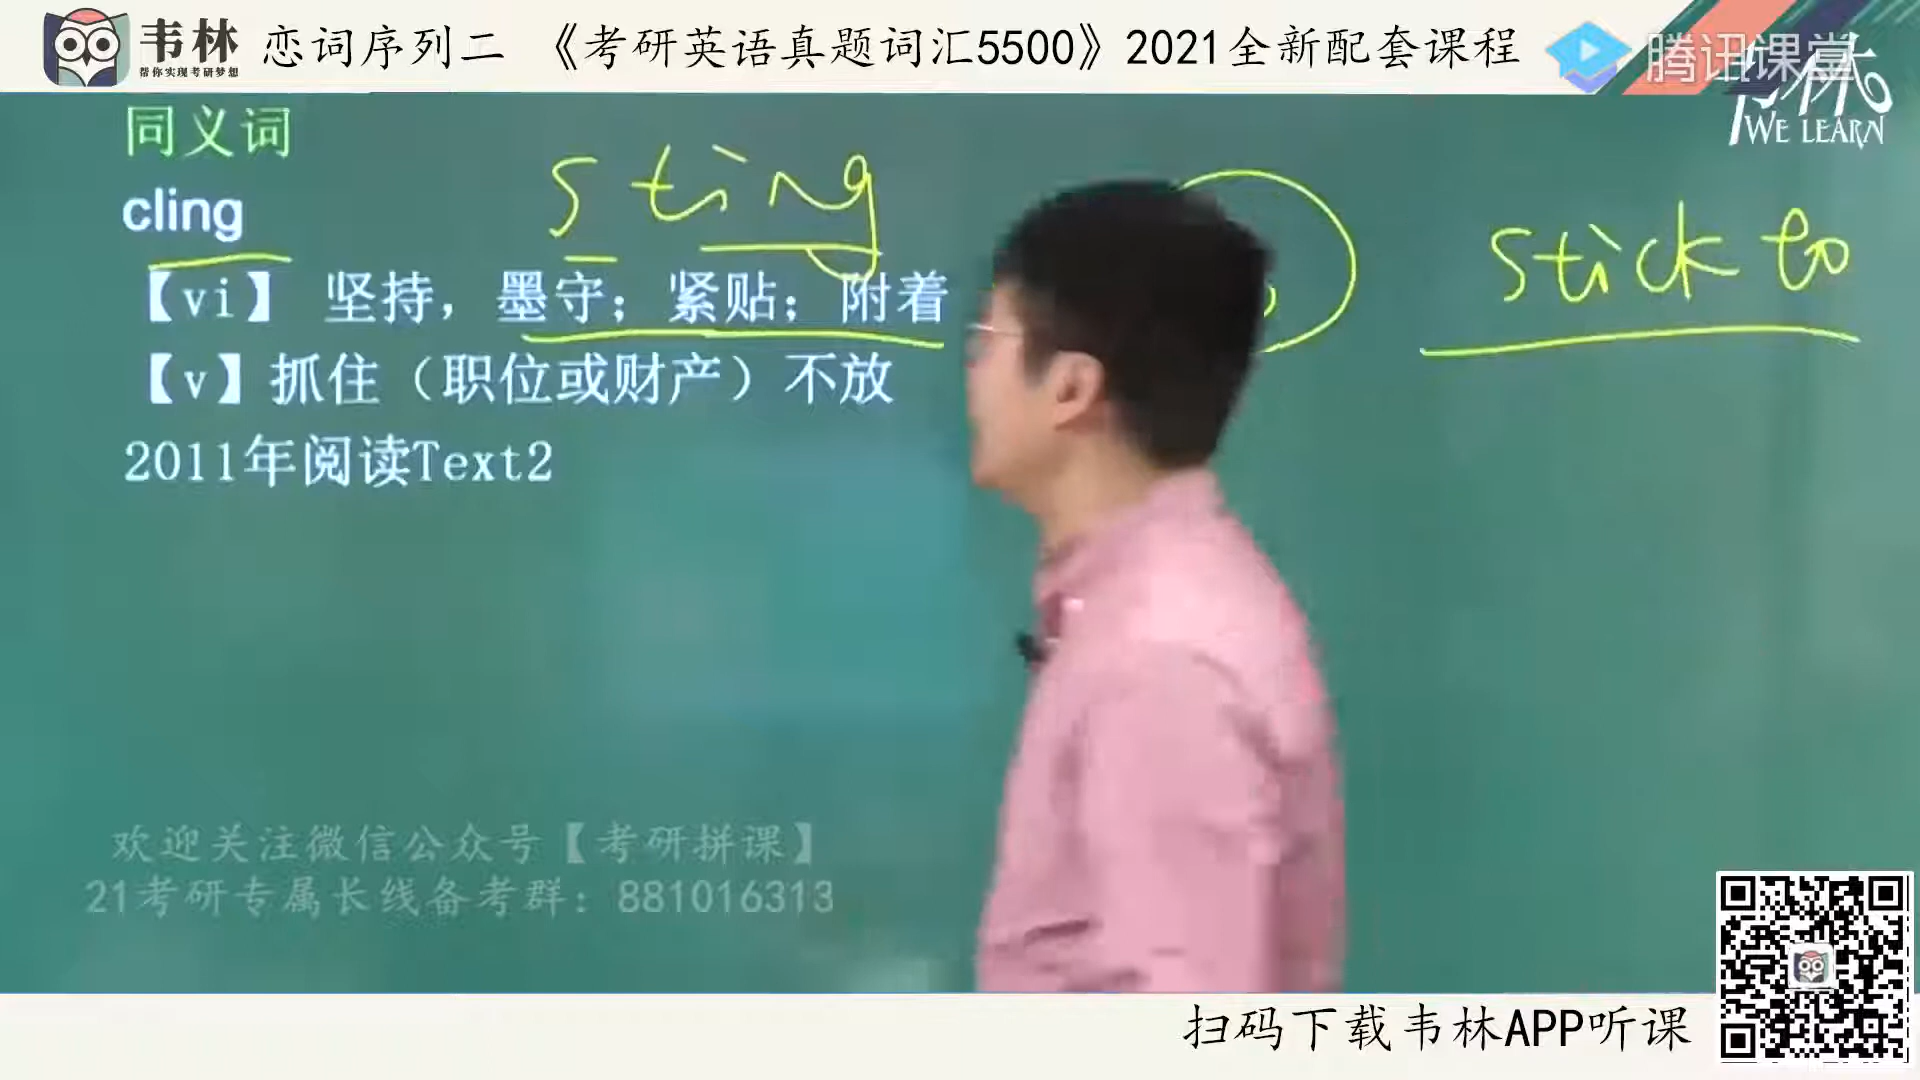 韦林 恋词序列二 《考研英语真题词汇5500》2021全新配套课程
帮你实现考研梦想
腾讯课堂
韦林
WE LEARN
同义词
sting
cling
stick to
【vi】 坚持，墨守；紧贴；附着
【v】抓住（职位或财产）不放
2011年阅读Text2
欢迎关注微信公众号【考研拼课】
21考研专属长线备考群：881016313
扫码下载韦林APP听课